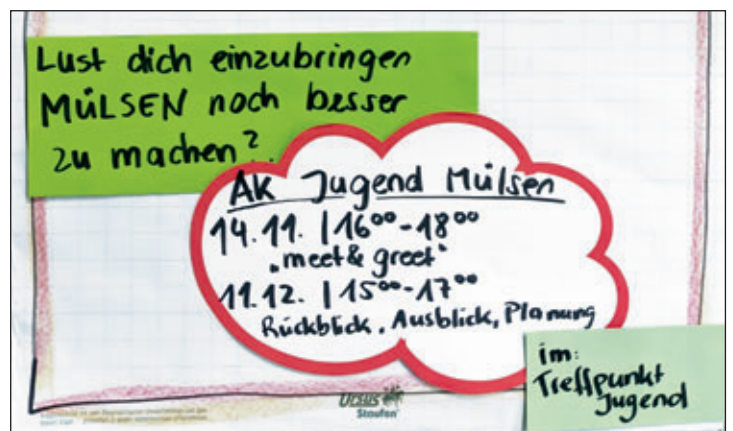 Lust dich einzubringen
MÜLSEN noch besser
zu machen?
AK Jugend Mülsen
14.11. | 16⁰⁰-18⁰⁰
„meet & greet“
11.12. | 15⁰⁰-17⁰⁰
Rückblick, Ausblick, Planung
im:
Treffpunkt
Jugend
URSUS
Staufen